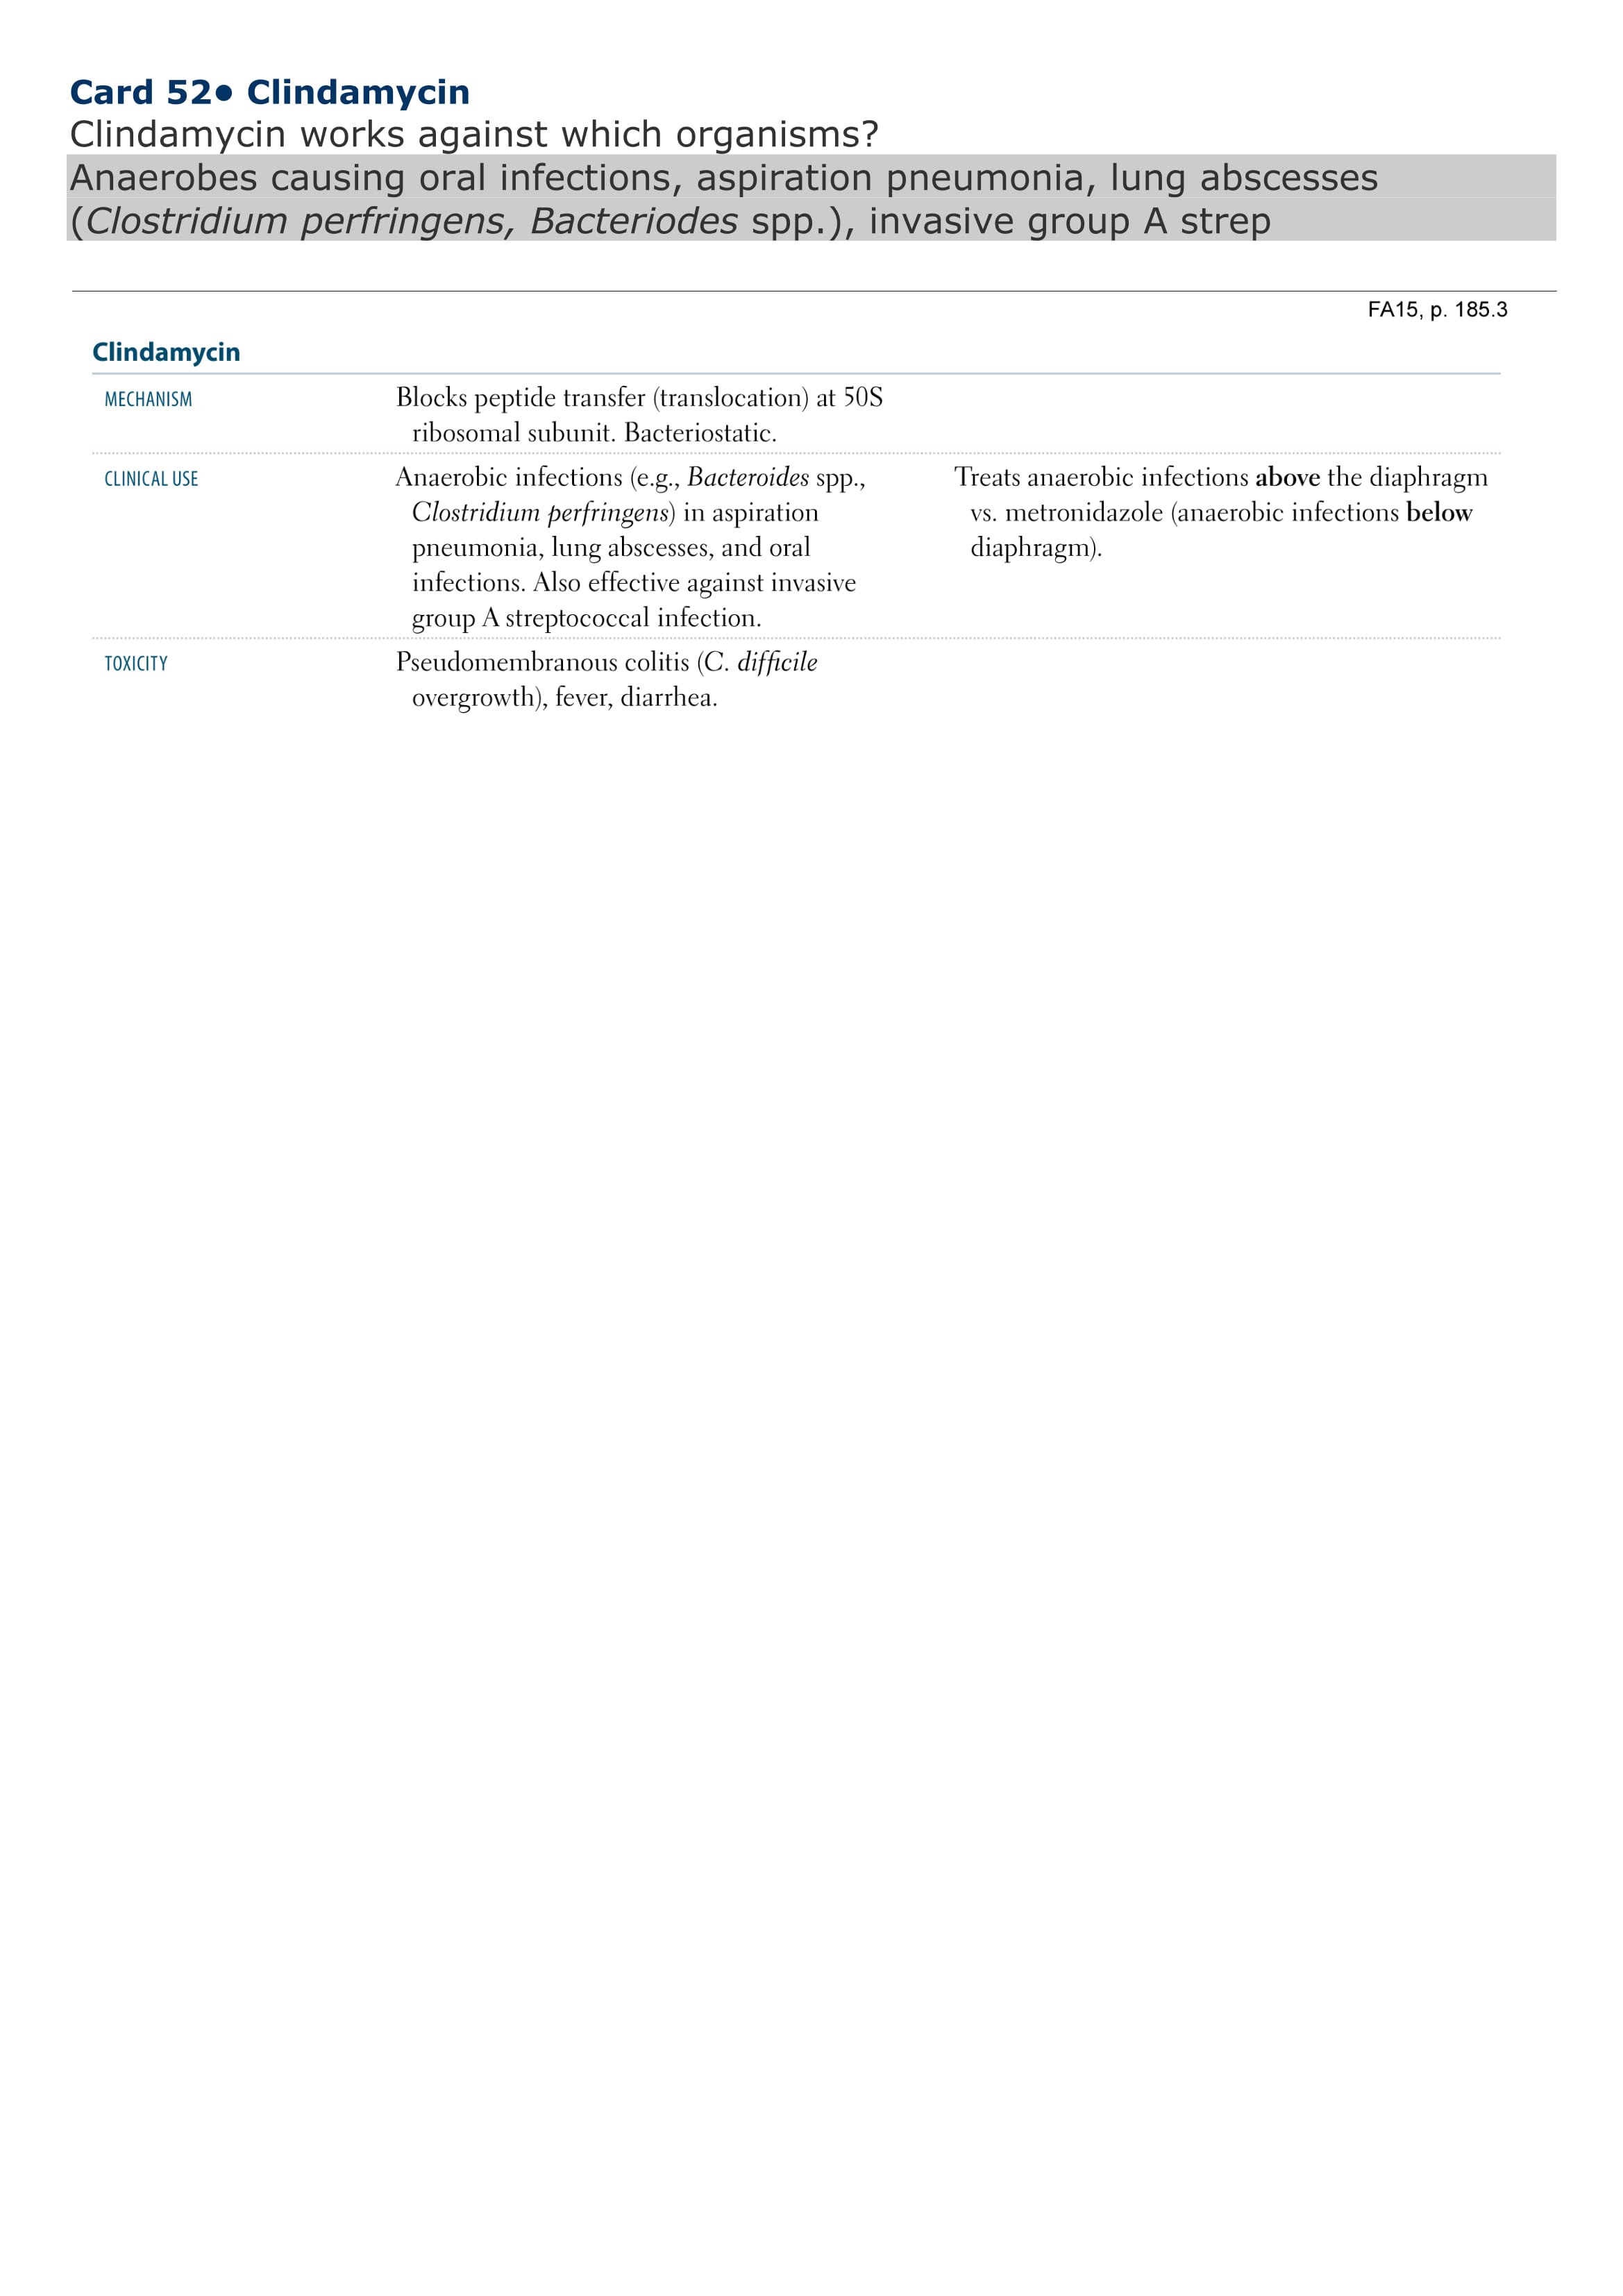 Card 52• Clindamycin
Clindamycin works against which organisms?
Anaerobes causing oral infections, aspiration pneumonia, lung abscesses
(Clostridium perfringens, Bacteriodes spp.), invasive group A strep
FA15, p. 185.3
Clindamycin
MECHANISM
Blocks peptide transfer (translocation) at 50S
ribosomal subunit. Bacteriostatic.
CLINICAL USE
Anaerobic infections (e.g., Bacteroides spp.,
Clostridium perfringens) in aspiration
pneumonia, lung abscesses, and oral
infections. Also effective against invasive
group A streptococcal infection.
Treats anaerobic infections above the diaphragm
vs. metronidazole (anaerobic infections below
diaphragm).
TOXICITY
Pseudomembranous colitis (C. difficile
overgrowth), fever, diarrhea.